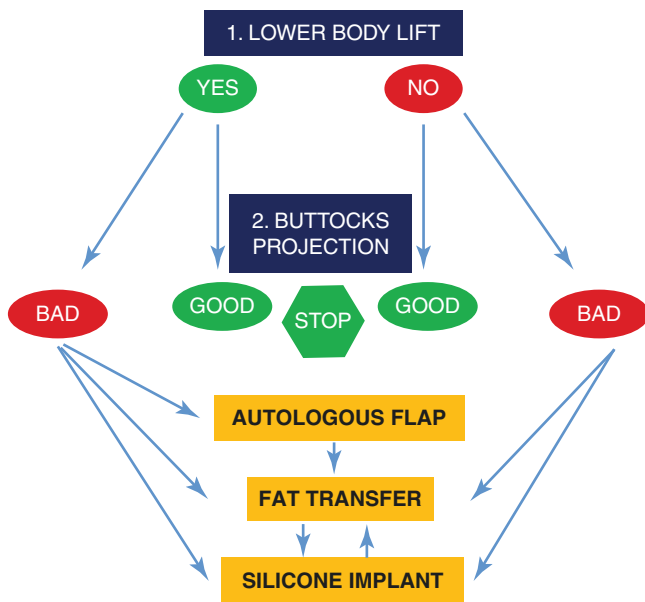 1. LOWER BODY LIFT
YES
NO
2. BUTTOCKS
PROJECTION
BAD
GOOD
STOP
GOOD
BAD
AUTOLOGOUS FLAP
FAT TRANSFER
SILICONE IMPLANT